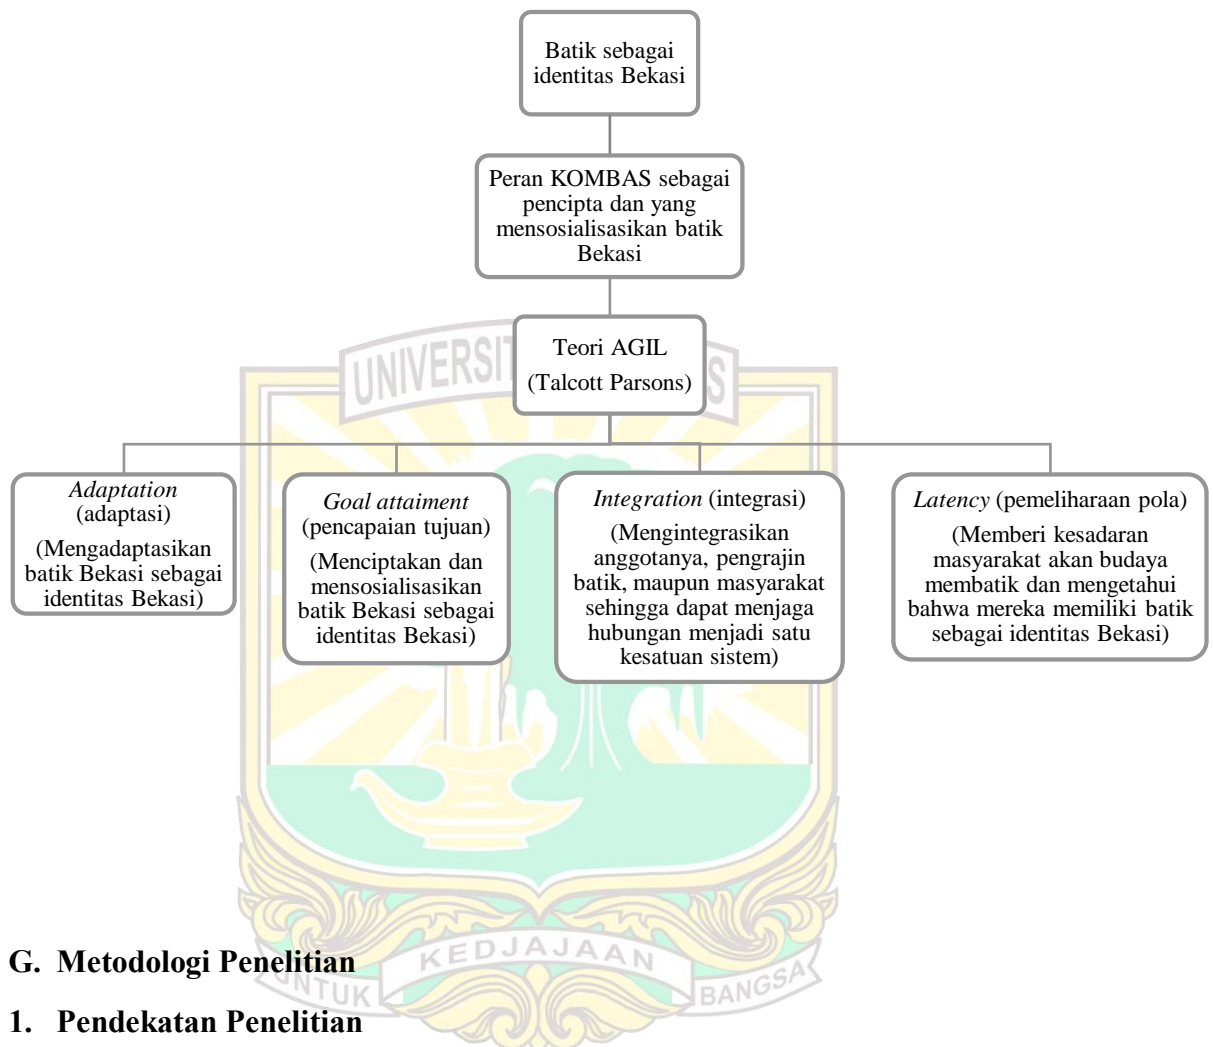 Batik sebagai
identitas Bekasi
Peran KOMBAS sebagai
pencipta dan yang
mensosialisasikan batik
Bekasi
Teori AGIL
(Talcott Parsons)
UNIVERSIT
S
Adaptation
(adaptasi)
(Mengadaptasikan
batik Bekasi sebagai
identitas Bekasi)
Goal attaiment
(pencapaian tujuan)
(Menciptakan dan
mensosialisasikan
batik Bekasi sebagai
identitas Bekasi)
Integration (integrasi)
(Mengintegrasikan
anggotanya, pengrajin
batik, maupun masyarakat
sehingga dapat menjaga
hubungan menjadi satu
kesatuan sistem)
Latency (pemeliharaan pola)
(Memberi kesadaran
masyarakat akan budaya
membatik dan mengetahui
bahwa mereka memiliki batik
sebagai identitas Bekasi)
G. Metodologi Penelitian
UNTUK KEDJAJAAN BANGSA
1. Pendekatan Penelitian